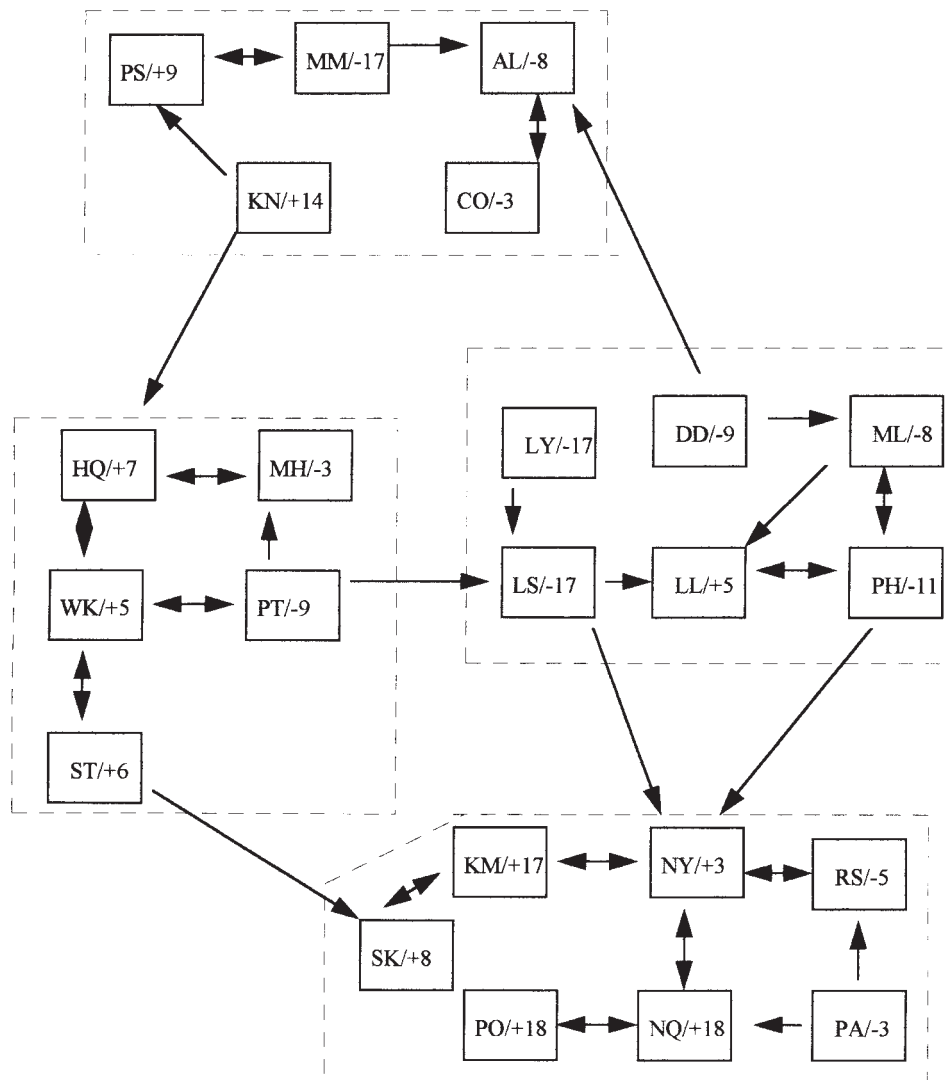 PS/+9
MM/-17
AL/-8
KN/+14
CO/-3
LY/-17
DD/-9
ML/-8
HQ/+7
MH/-3
LS/-17
LL/+5
PH/-11
WK/+5
PT/-9
ST/+6
KM/+17
NY/+3
RS/-5
SK/+8
PO/+18
NQ/+18
PA/-3